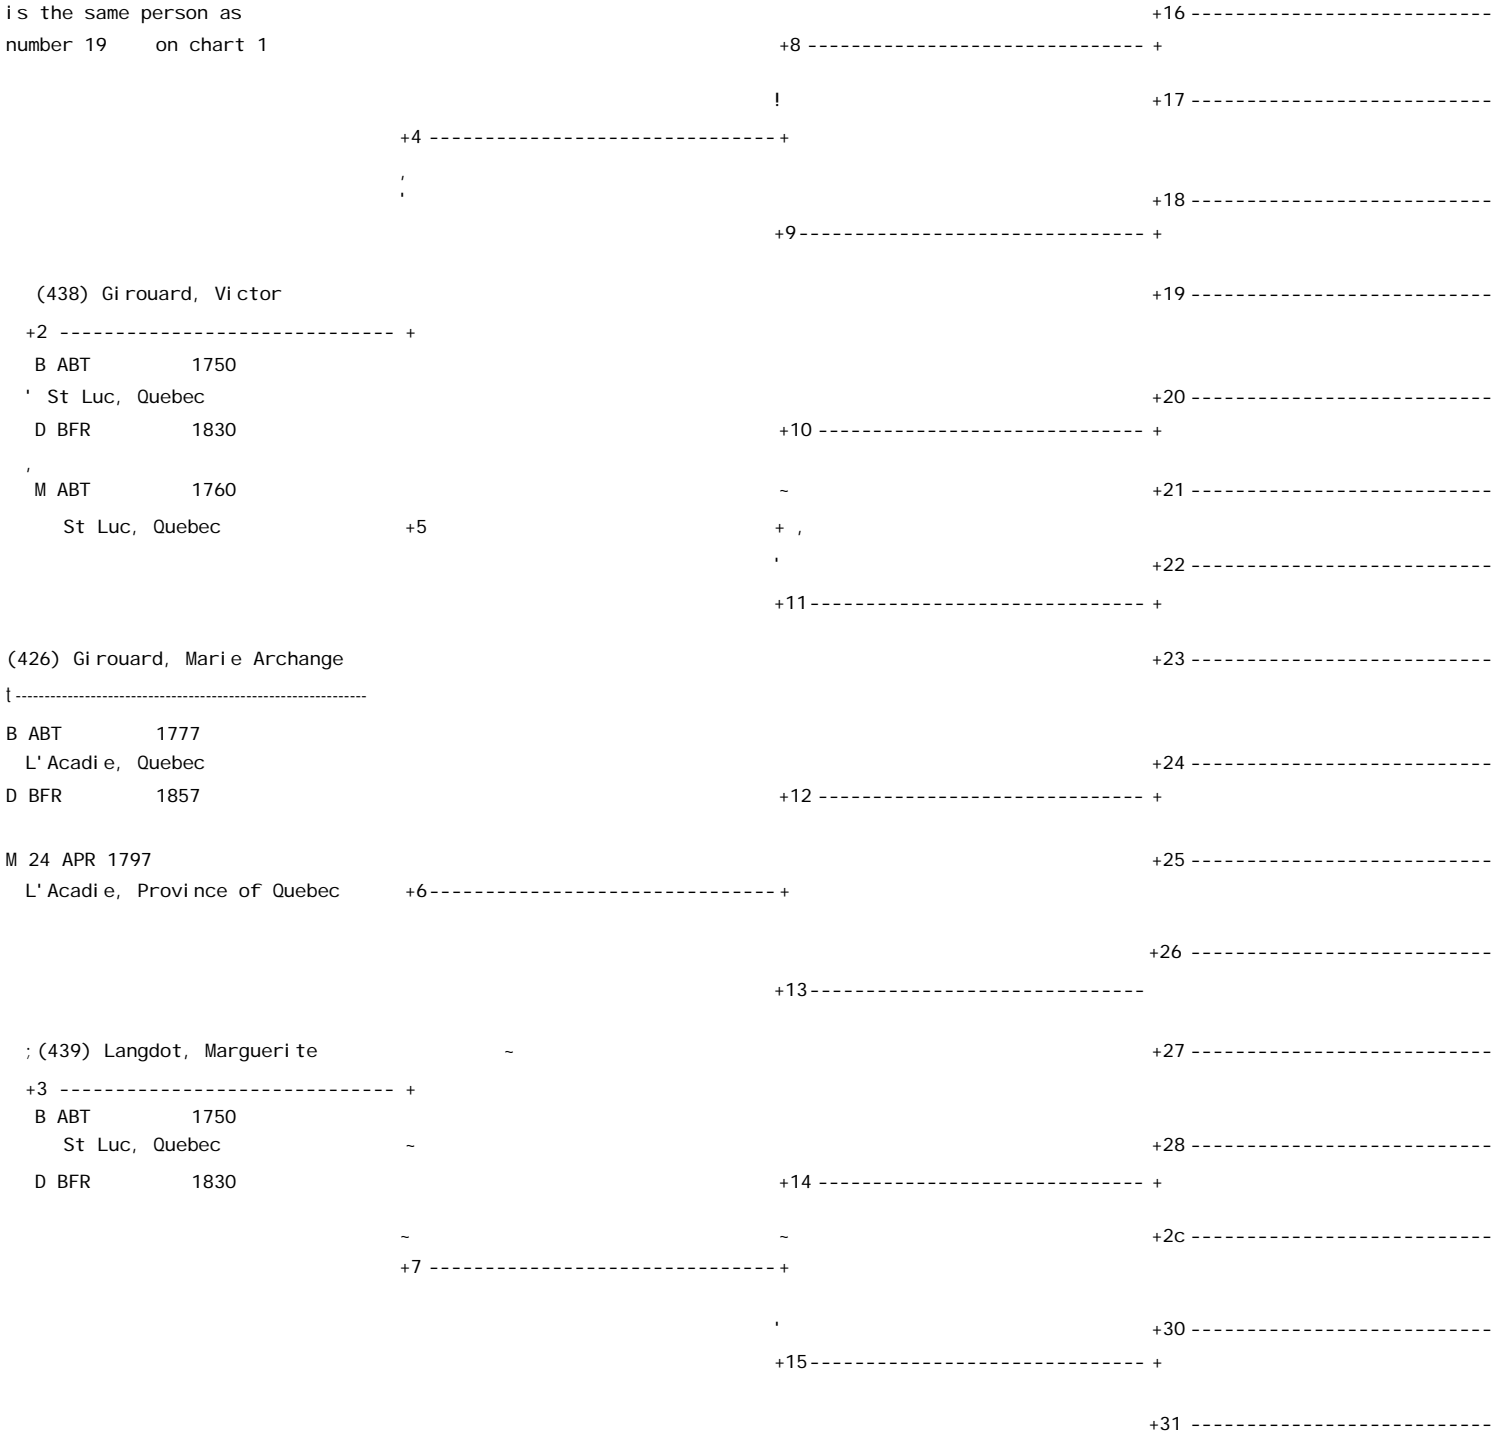 is the same person as +16 ---------------------------
number 19 on chart 1 +8 ------------------------------ +
! +17 ---------------------------
+4 ------------------------------- +
,
' +18 ---------------------------
+9 ------------------------------ +
(438) Girouard, Victor +19 ---------------------------
+2 ------------------------------ +
B ABT 1750
' St Luc, Quebec +20 ---------------------------
D BFR 1830 +10 ----------------------------- +
,
M ABT 1760 ~ +21 ---------------------------
St Luc, Quebec +5 + ,
' +22 ---------------------------
+11 ------------------------------ +
(426) Girouard, Marie Archange +23 ---------------------------
t -------------------------------------------------------------
B ABT 1777
L'Acadie, Quebec +24 ---------------------------
D BFR 1857 +12 ----------------------------- +
M 24 APR 1797 +25 ---------------------------
L'Acadie, Province of Quebec +6 ------------------------------- +
+26 ---------------------------
+13 ------------------------------
; (439) Langdot, Marguerite ~ +27 ---------------------------
+3 ------------------------------ +
B ABT 1750
St Luc, Quebec ~ +28 ---------------------------
D BFR 1830 +14 ----------------------------- +
~ ~ +2c ---------------------------
+7 ------------------------------- +
' +30 ---------------------------
+15 ------------------------------ +
+31 ---------------------------